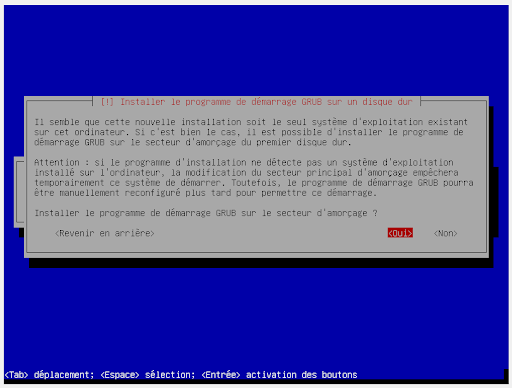 [!] Installer le programme de démarrage GRUB sur un disque dur
Il semble que cette nouvelle installation soit le seul système d'exploitation existant
sur cet ordinateur. Si c'est bien le cas, il est possible d'installer le programme de
démarrage GRUB sur le secteur d'amorçage du premier disque dur.
Attention : si le programme d'installation ne détecte pas un système d'exploitation
installé sur l'ordinateur, la modification du secteur principal d'amorçage empêchera
temporairement ce système de démarrer. Toutefois, le programme de démarrage GRUB pourra
être manuellement reconfiguré plus tard pour permettre ce démarrage.
Installer le programme de démarrage GRUB sur le secteur d'amorçage ?
<Revenir en arrière> <Oui> <Non>
<Tab> déplacement; <Espace> sélection; <Entrée> activation des boutons